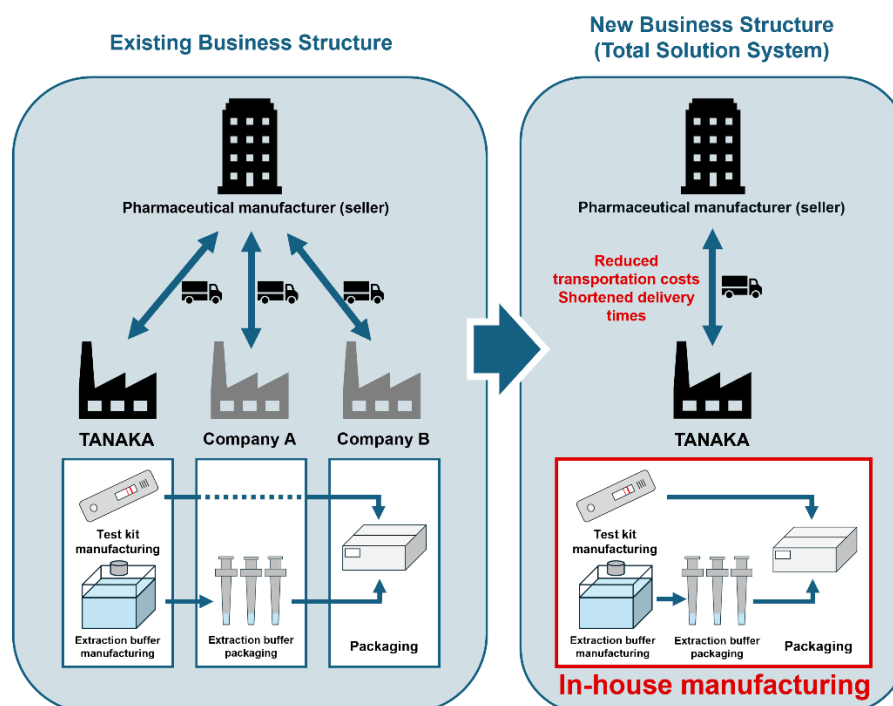 Existing Business Structure
Pharmaceutical manufacturer (seller)
TANAKA
Company A
Company B
Test kit
manufacturing
Extraction buffer
manufacturing
Extraction buffer
packaging
Packaging
New Business Structure
(Total Solution System)
Pharmaceutical manufacturer (seller)
Reduced
transportation costs
Shortened delivery
times
TANAKA
Test kit
manufacturing
Extraction buffer
manufacturing
Extraction buffer
packaging
Packaging
In-house manufacturing